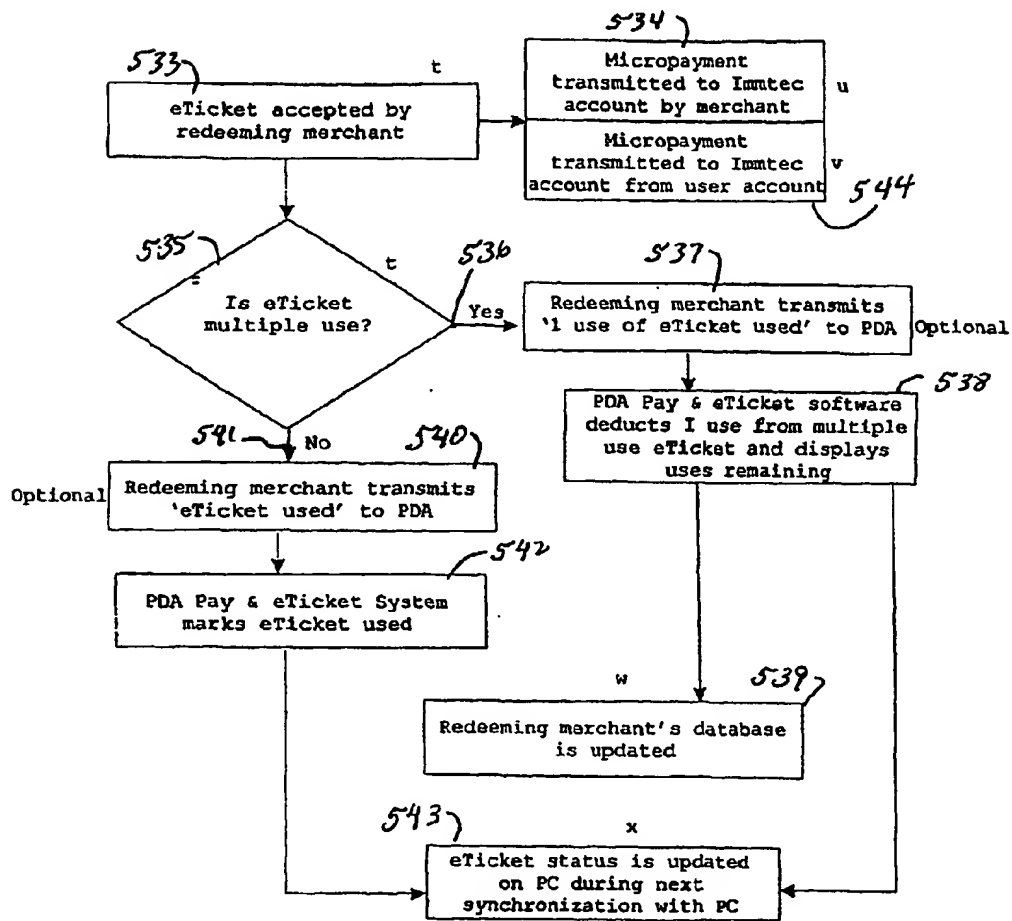 533
t
eTicket accepted by
redeeming merchant
534
Micropayment
transmitted to Immtec
account by merchant
u
Micropayment
transmitted to Immtec
account from user account
v
544
535
t
Is eTicket
multiple use?
536
Yes
537
Redeeming merchant transmits
'1 use of eTicket used' to PDA
Optional
538
PDA Pay & eTicket software
deducts I use from multiple
use eTicket and displays
uses remaining
541
No
540
Optional
Redeeming merchant transmits
'eTicket used' to PDA
542
PDA Pay & eTicket System
marks eTicket used
w
539
Redeeming merchant's database
is updated
543
x
eTicket status is updated
on PC during next
synchronization with PC